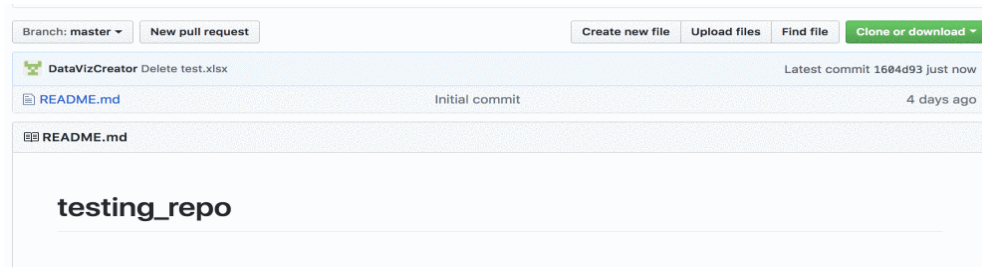 Branch: master New pull request Create new file Upload files Find file Clone or download
DataVizCreator Delete test.xlsx Latest commit 1604d93 just now
README.md Initial commit 4 days ago
README.md
testing_repo